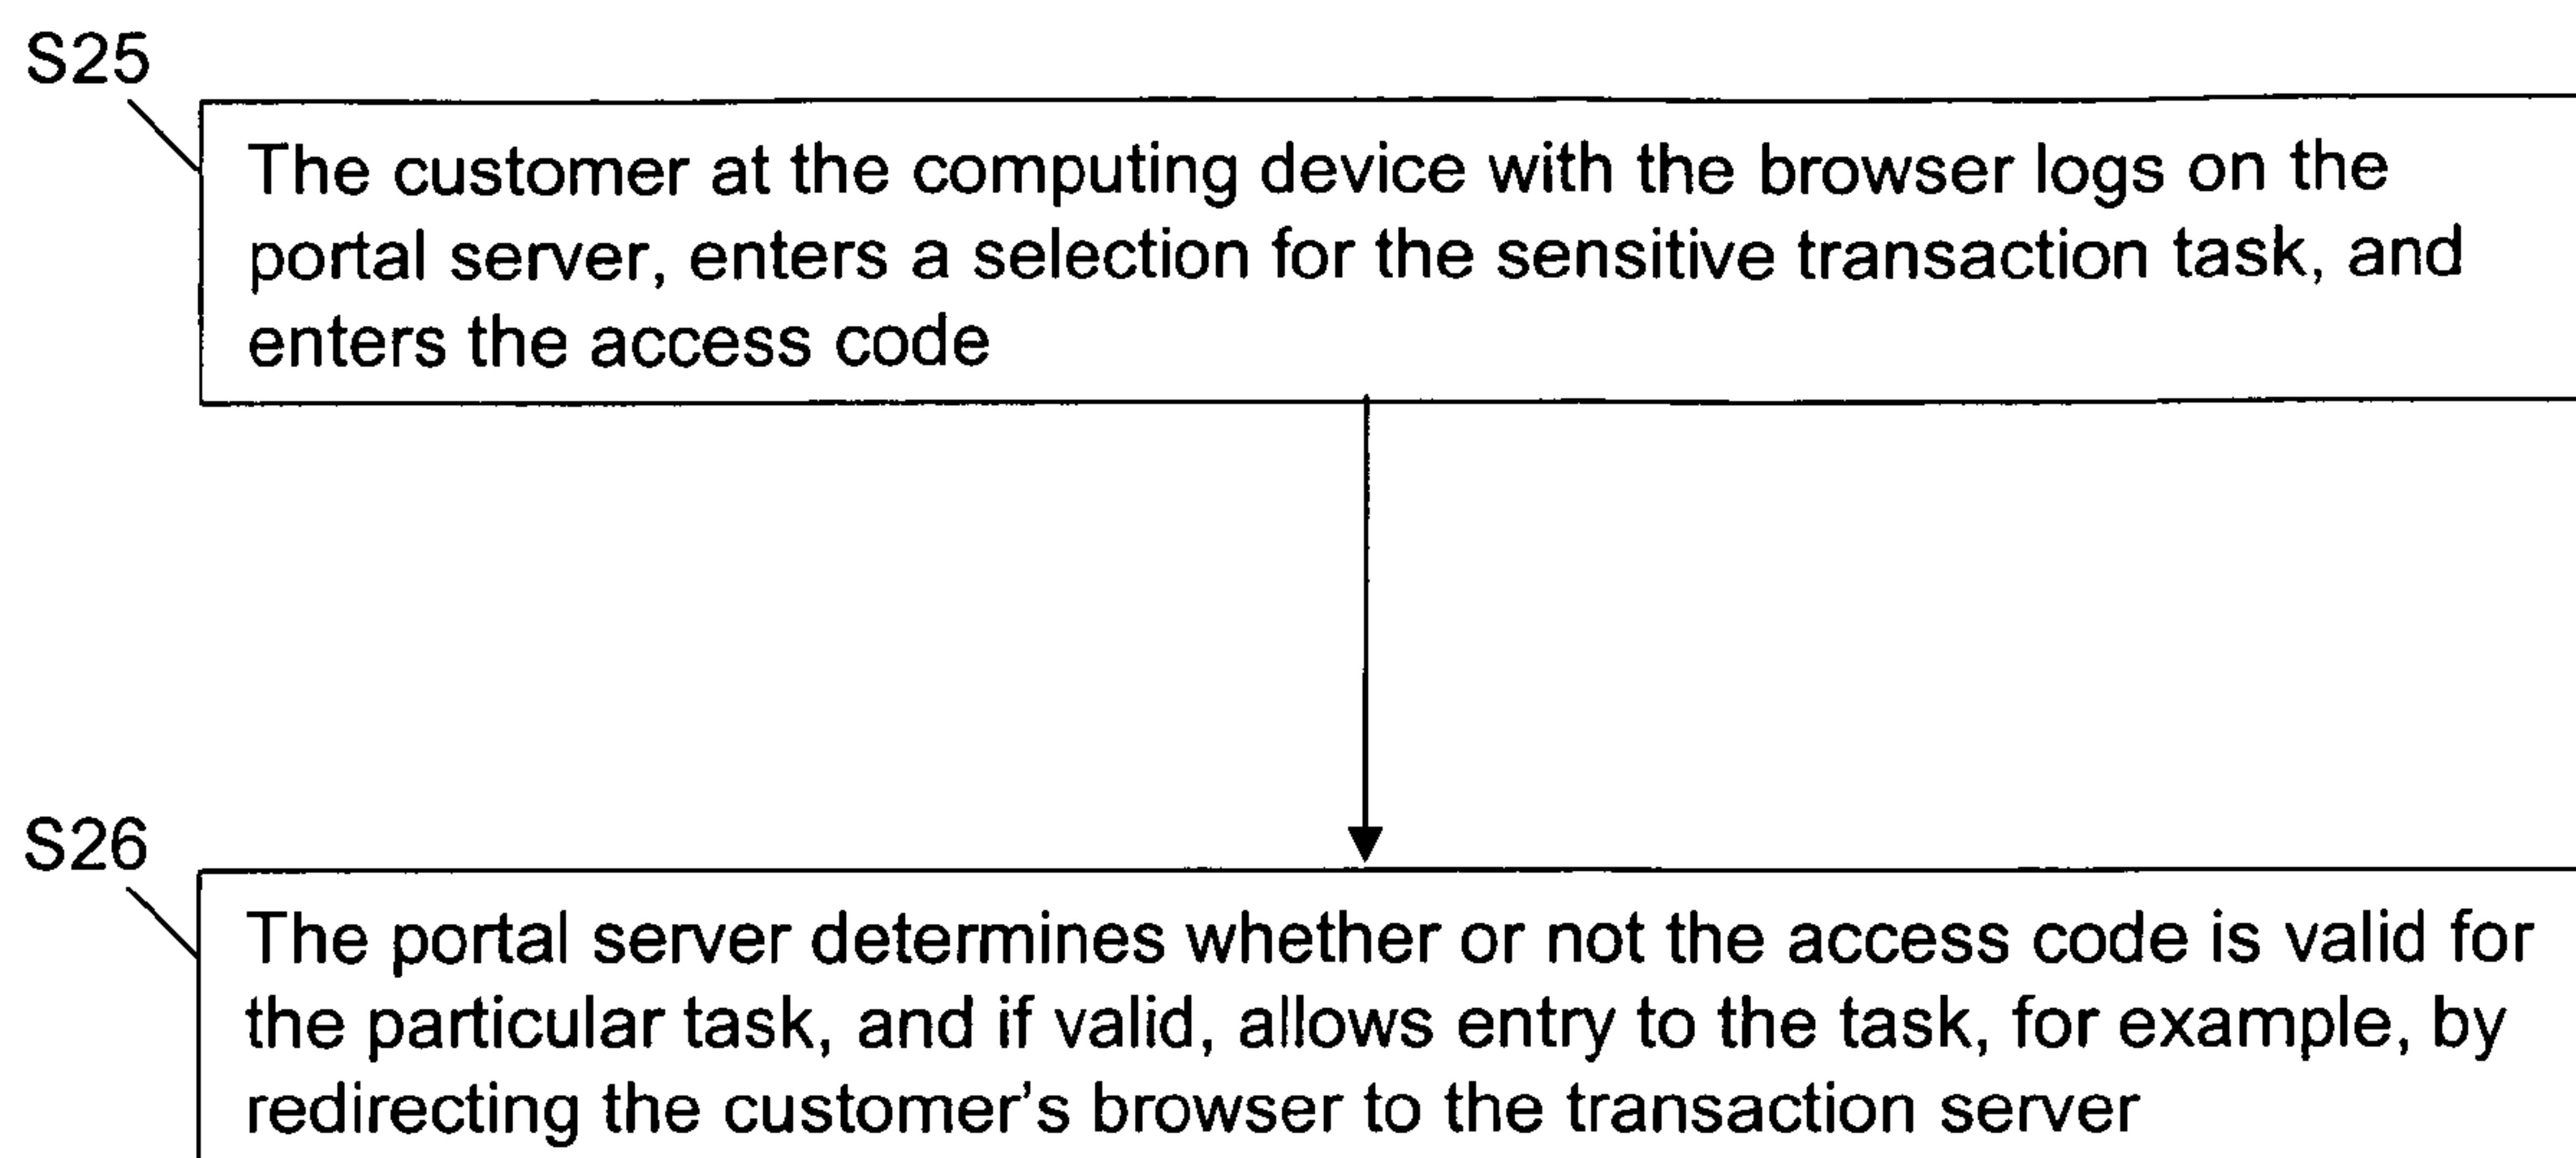 S25
The customer at the computing device with the browser logs on the
portal server, enters a selection for the sensitive transaction task, and
enters the access code
S26
The portal server determines whether or not the access code is valid for
the particular task, and if valid, allows entry to the task, for example, by
redirecting the customer’s browser to the transaction server